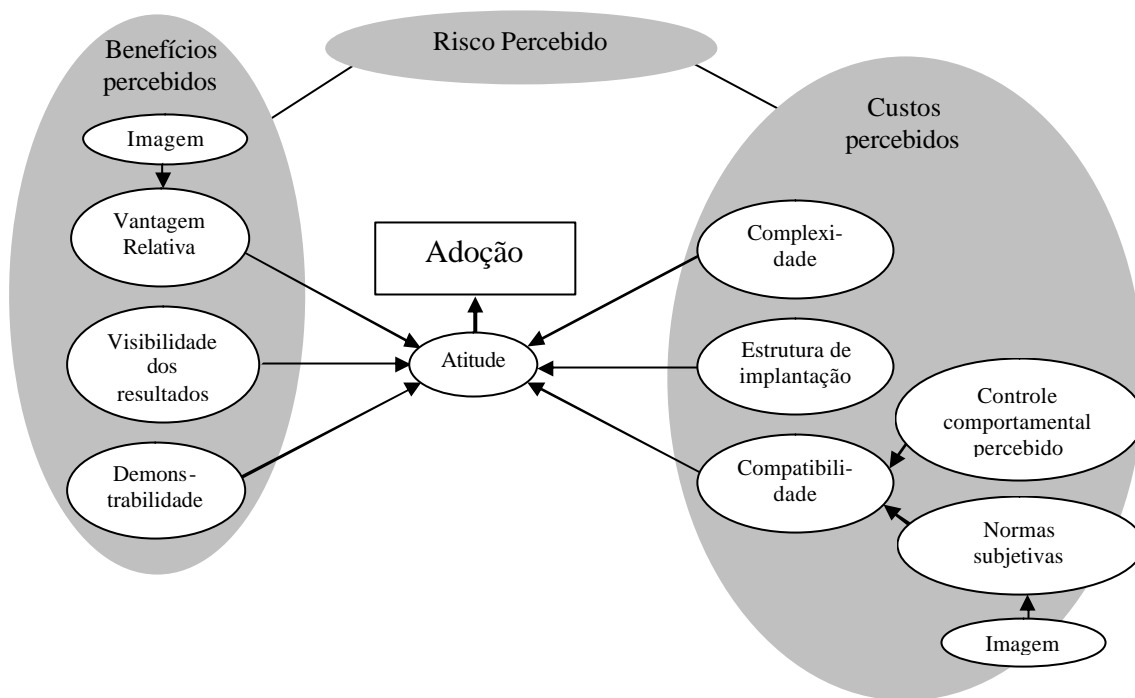 Benefícios
percebidos
Imagem
Vantagem
Relativa
Visibilidade
dos
resultados
Demons-
trabilidade
Risco Percebido
Adoção
Atitude
Custos
percebidos
Complexi-
dade
Estrutura de
implantação
Compatibili-
dade
Controle
comportamental
percebido
Normas
subjetivas
Imagem